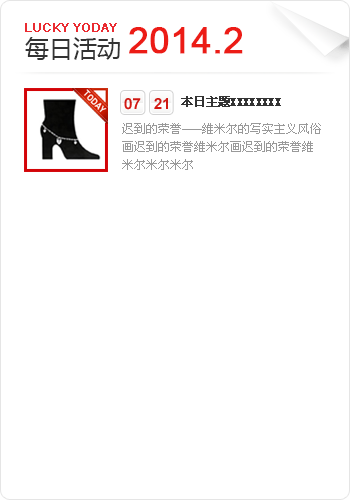 LUCKY YODAY
每日活动 2014.2
TODAY
07 21 本日主题xxxxxxxx
迟到的荣誉——维米尔的写实主义风俗
画迟到的荣誉维米尔画迟到的荣誉维
米尔米尔米尔